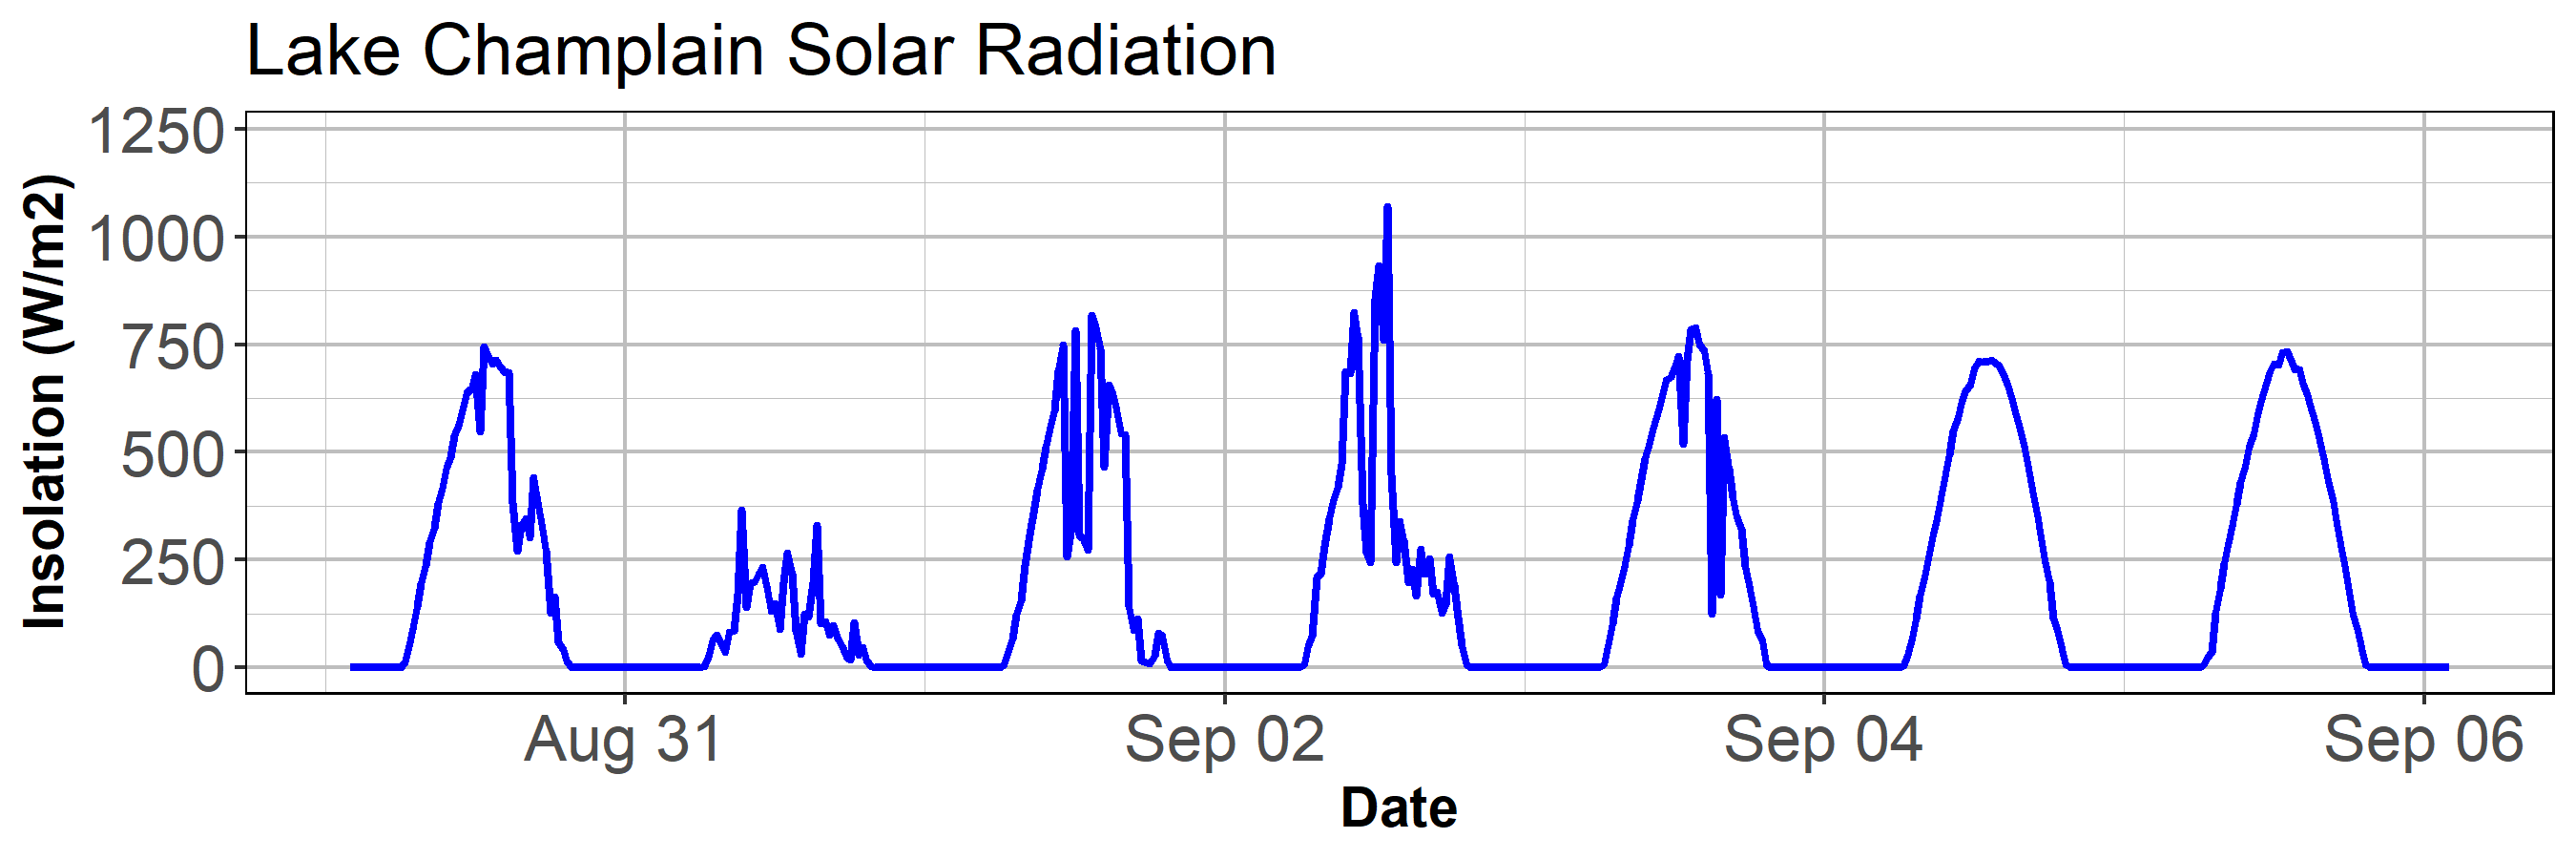 Lake Champlain Solar Radiation
1250
1000
750
500
250
0
Insolation (W/m2)
Aug 31
Sep 02
Sep 04
Sep 06
Date